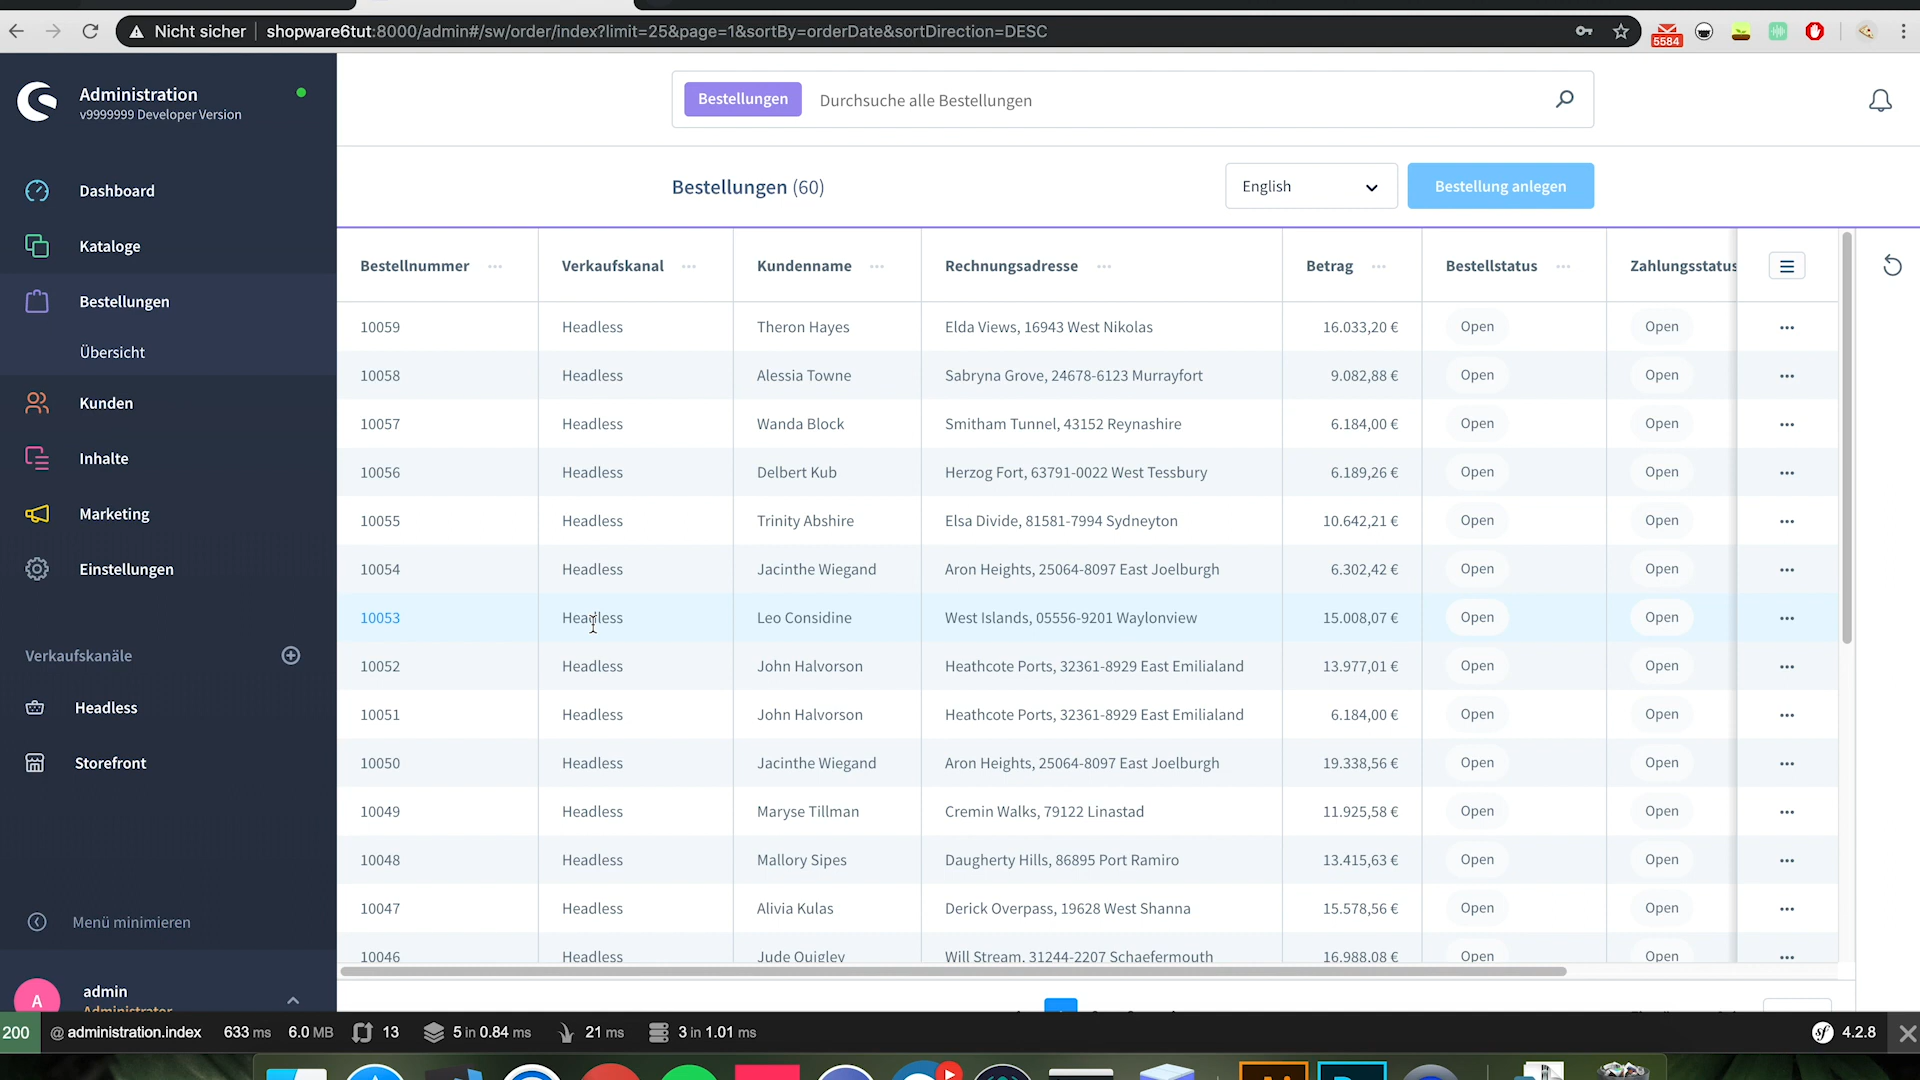 Nicht sicher
shopware6tut:8000/admin#/sw/order/index?limit=25&page=1&sortBy=orderDate&sortDirection=DESC
5584
Administration
v9999999 Developer Version
Bestellungen
Durchsuche alle Bestellungen
Dashboard
Kataloge
Bestellungen
Übersicht
Kunden
Inhalte
Marketing
Einstellungen
Verkaufskanäle
Headless
Storefront
Menü minimieren
A
admin
Administrator
Bestellungen (60)
English
Bestellung anlegen
Bestellnummer Verkaufskanal Kundenname Rechnungsadresse Betrag Bestellstatus Zahlungsstatus
10059 Headless Theron Hayes Elda Views, 16943 West Nikolas 16.033,20 € Open Open
10058 Headless Alessia Towne Sabryna Grove, 24678-6123 Murrayfort 9.082,88 € Open Open
10057 Headless Wanda Block Smitham Tunnel, 43152 Reynashire 6.184,00 € Open Open
10056 Headless Delbert Kub Herzog Fort, 63791-0022 West Tessbury 6.189,26 € Open Open
10055 Headless Trinity Abshire Elsa Divide, 81581-7994 Sydneyton 10.642,21 € Open Open
10054 Headless Jacinthe Wiegand Aron Heights, 25064-8097 East Joelburgh 6.302,42 € Open Open
10053 Headless Leo Considine West Islands, 05556-9201 Waylonview 15.008,07 € Open Open
10052 Headless John Halvorson Heathcote Ports, 32361-8929 East Emilialand 13.977,01 € Open Open
10051 Headless John Halvorson Heathcote Ports, 32361-8929 East Emilialand 6.184,00 € Open Open
10050 Headless Jacinthe Wiegand Aron Heights, 25064-8097 East Joelburgh 19.338,56 € Open Open
10049 Headless Maryse Tillman Cremin Walks, 79122 Linastad 11.925,58 € Open Open
10048 Headless Mallory Sipes Daugherty Hills, 86895 Port Ramiro 13.415,63 € Open Open
10047 Headless Alivia Kulas Derick Overpass, 19628 West Shanna 15.578,56 € Open Open
10046 Headless Jude Quigley Will Stream, 31244-2207 Schaefermouth 16.988,08 € Open Open
200 @ administration.index 633 ms 6.0 MB 13 5 in 0.84 ms 21 ms 3 in 1.01 ms sf 4.2.8